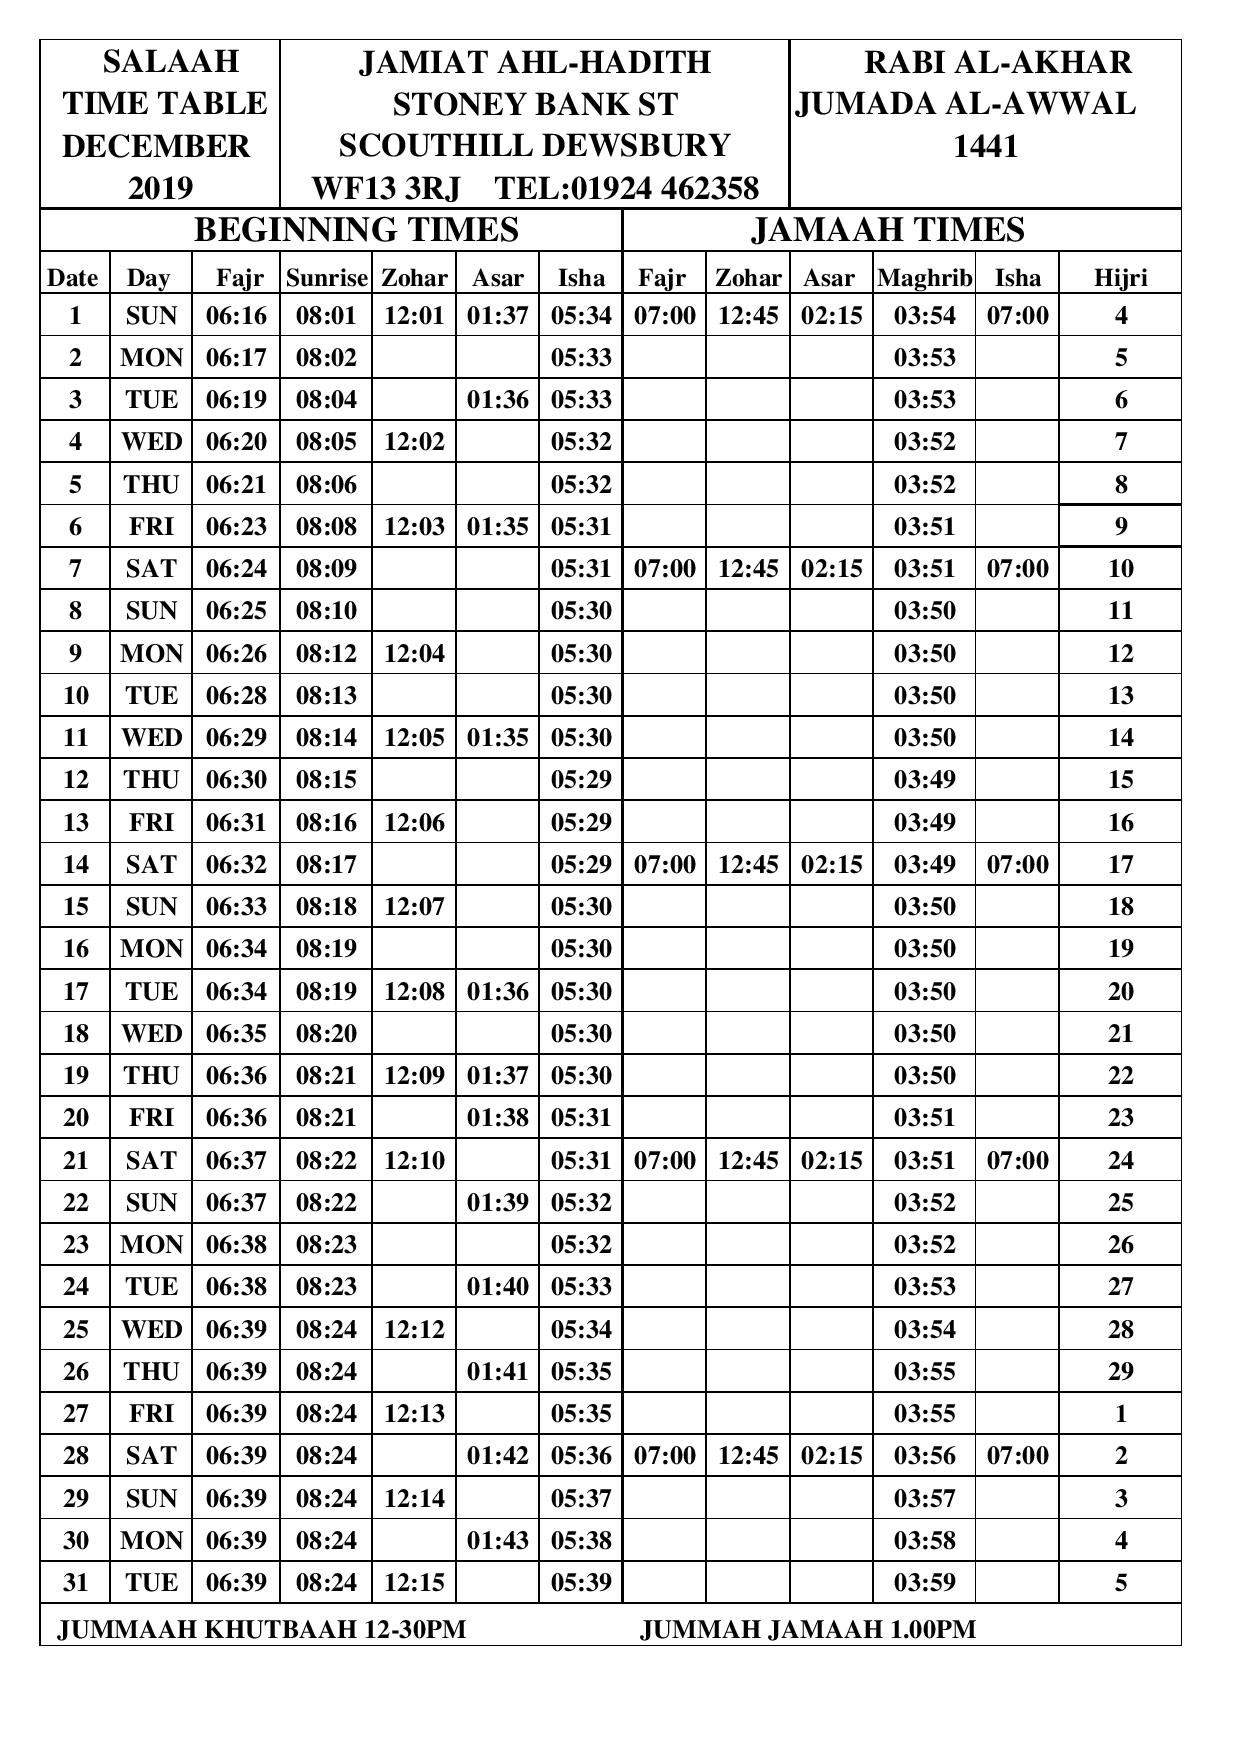 SALAAH
TIME TABLE
DECEMBER
2019
JAMIAT AHL-HADITH
STONEY BANK ST
SCOUTHILL DEWSBURY
WF13 3RJ TEL:01924 462358
RABI AL-AKHAR
JUMADA AL-AWWAL
1441
BEGINNING TIMES JAMAAH TIMES
Date Day Fajr Sunrise Zohar Asar Isha Fajr Zohar Asar Maghrib Isha Hijri
1 SUN 06:16 08:01 12:01 01:37 05:34 07:00 12:45 02:15 03:54 07:00 4
2 MON 06:17 08:02 05:33 03:53 5
3 TUE 06:19 08:04 01:36 05:33 03:53 6
4 WED 06:20 08:05 12:02 05:32 03:52 7
5 THU 06:21 08:06 05:32 03:52 8
6 FRI 06:23 08:08 12:03 01:35 05:31 03:51 9
7 SAT 06:24 08:09 05:31 07:00 12:45 02:15 03:51 07:00 10
8 SUN 06:25 08:10 05:30 03:50 11
9 MON 06:26 08:12 12:04 05:30 03:50 12
10 TUE 06:28 08:13 05:30 03:50 13
11 WED 06:29 08:14 12:05 01:35 05:30 03:50 14
12 THU 06:30 08:15 05:29 03:49 15
13 FRI 06:31 08:16 12:06 05:29 03:49 16
14 SAT 06:32 08:17 05:29 07:00 12:45 02:15 03:49 07:00 17
15 SUN 06:33 08:18 12:07 05:30 03:50 18
16 MON 06:34 08:19 05:30 03:50 19
17 TUE 06:34 08:19 12:08 01:36 05:30 03:50 20
18 WED 06:35 08:20 05:30 03:50 21
19 THU 06:36 08:21 12:09 01:37 05:30 03:50 22
20 FRI 06:36 08:21 01:38 05:31 03:51 23
21 SAT 06:37 08:22 12:10 05:31 07:00 12:45 02:15 03:51 07:00 24
22 SUN 06:37 08:22 01:39 05:32 03:52 25
23 MON 06:38 08:23 05:32 03:52 26
24 TUE 06:38 08:23 01:40 05:33 03:53 27
25 WED 06:39 08:24 12:12 05:34 03:54 28
26 THU 06:39 08:24 01:41 05:35 03:55 29
27 FRI 06:39 08:24 12:13 05:35 03:55 1
28 SAT 06:39 08:24 01:42 05:36 07:00 12:45 02:15 03:56 07:00 2
29 SUN 06:39 08:24 12:14 05:37 03:57 3
30 MON 06:39 08:24 01:43 05:38 03:58 4
31 TUE 06:39 08:24 12:15 05:39 03:59 5
JUMMAAH KHUTBAAH 12-30PM JUMMAH JAMAAH 1.00PM